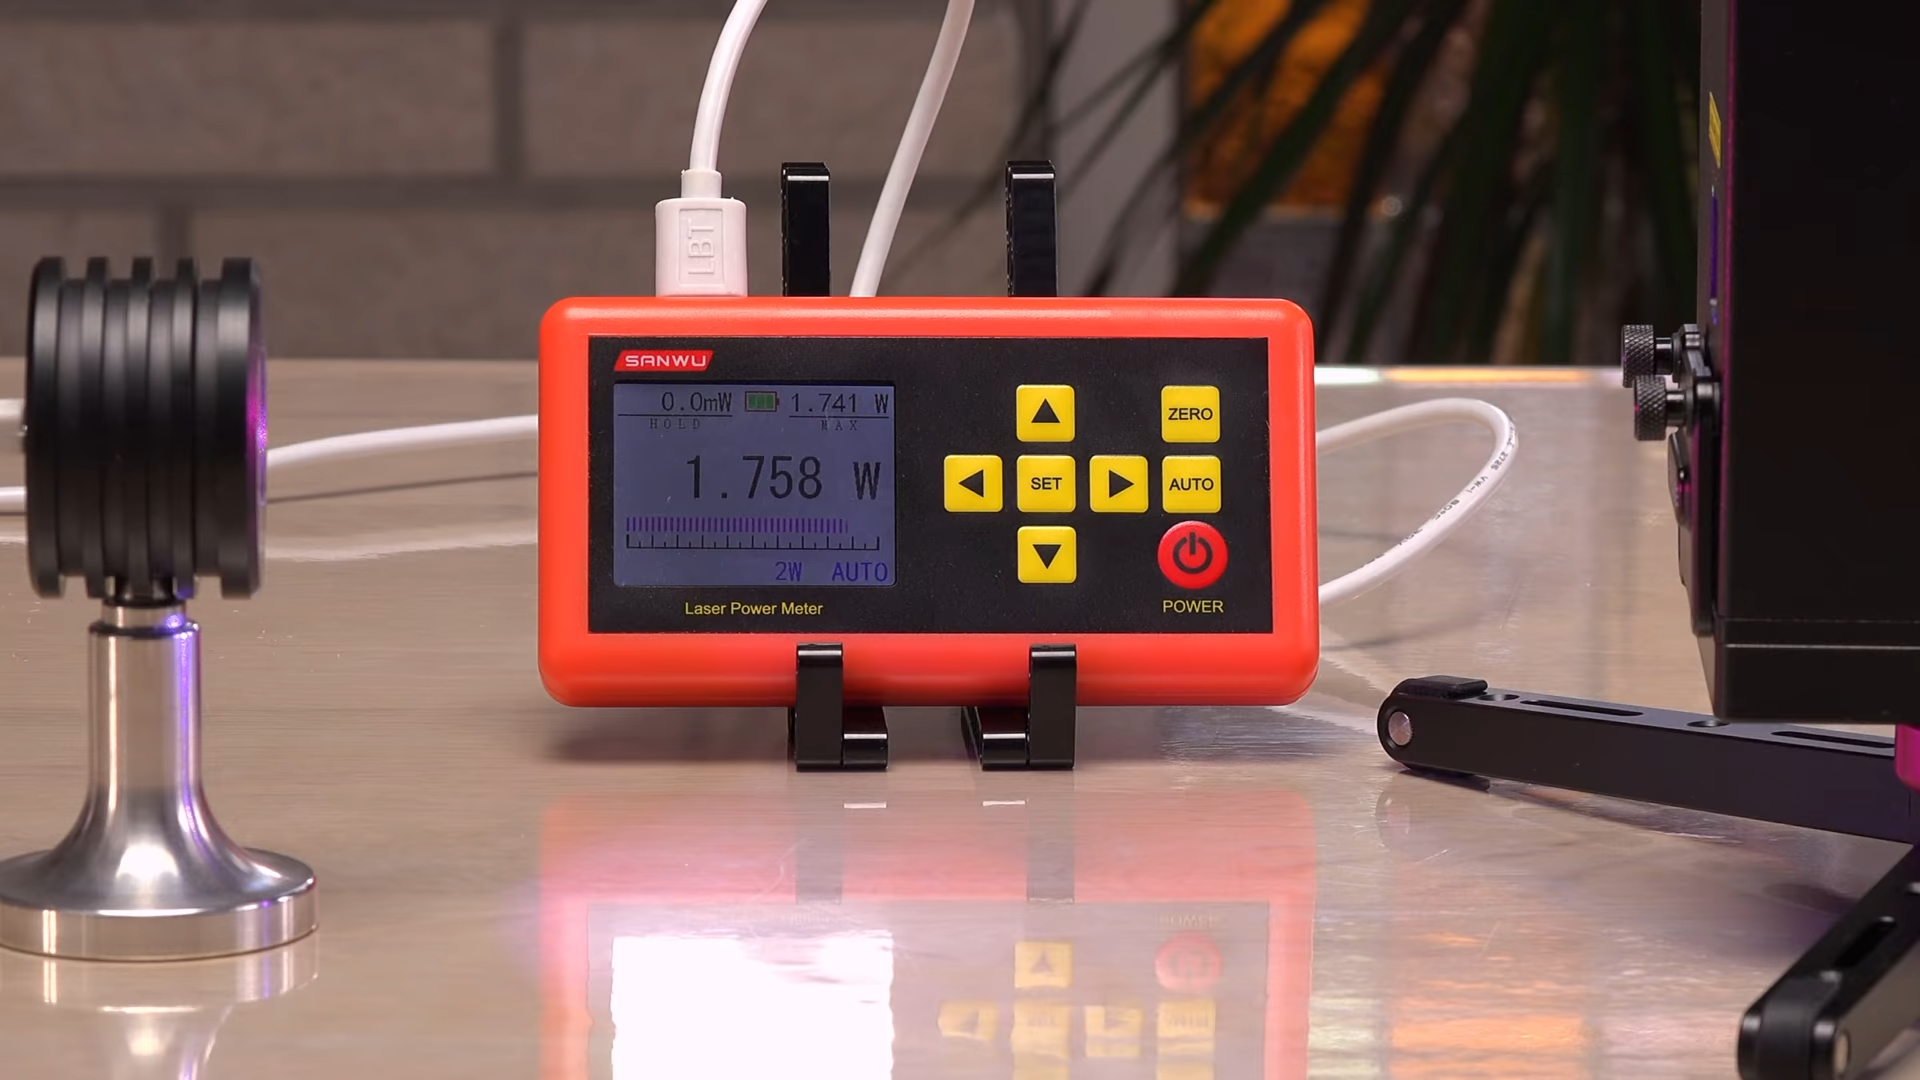 LBT
SANWU
0.0mW 1.741 W
HOLD MAX
1.758 W
2W AUTO
Laser Power Meter
ZERO
SET
AUTO
POWER